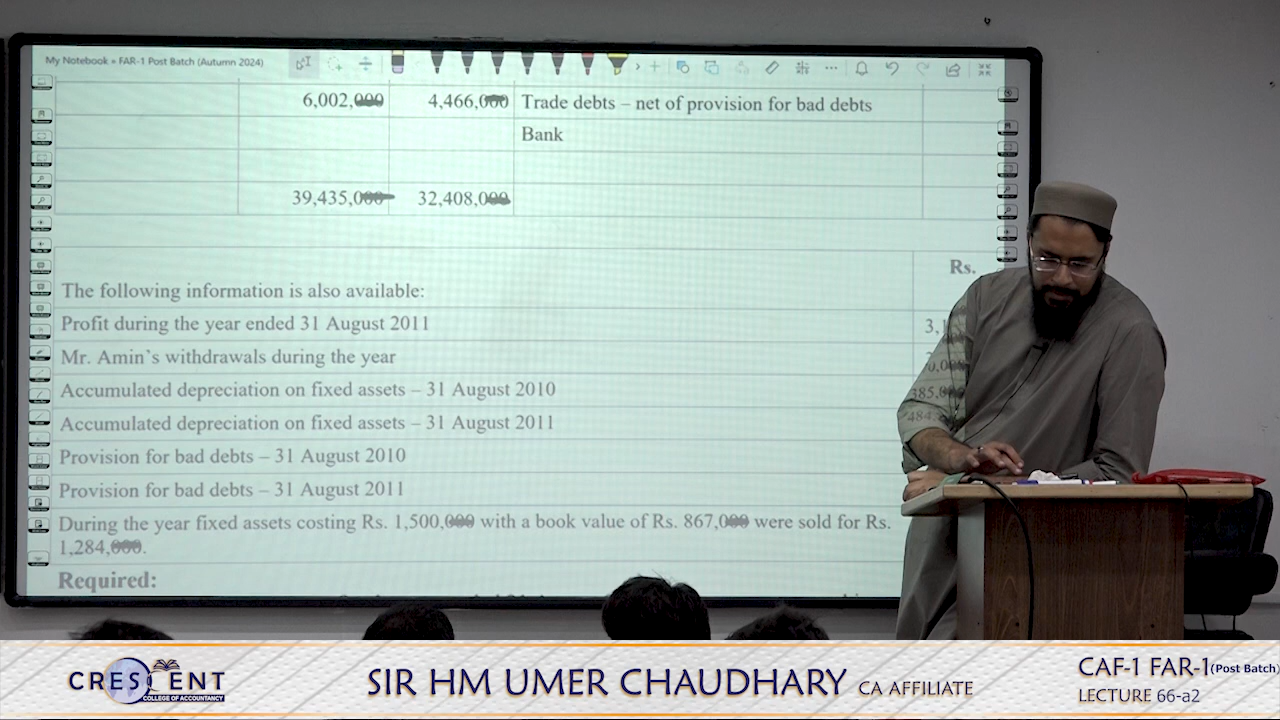 My Notebook » FAR-1 Post Batch (Autumn 2024)
6,002,000 4,466,000 Trade debts – net of provision for bad debts
Bank
39,435,000 32,408,000
Rs.
The following information is also available:
Profit during the year ended 31 August 2011
Mr. Amin's withdrawals during the year
Accumulated depreciation on fixed assets – 31 August 2010
Accumulated depreciation on fixed assets – 31 August 2011
Provision for bad debts – 31 August 2010
Provision for bad debts – 31 August 2011
During the year fixed assets costing Rs. 1,500,000 with a book value of Rs. 867,000 were sold for Rs.
1,284,000.
Required:
CRESCENT
COLLEGE OF ACCOUNTANCY
SIR HM UMER CHAUDHARY CA AFFILIATE
CAF-1 FAR-1 (Post Batch)
LECTURE 66-a2